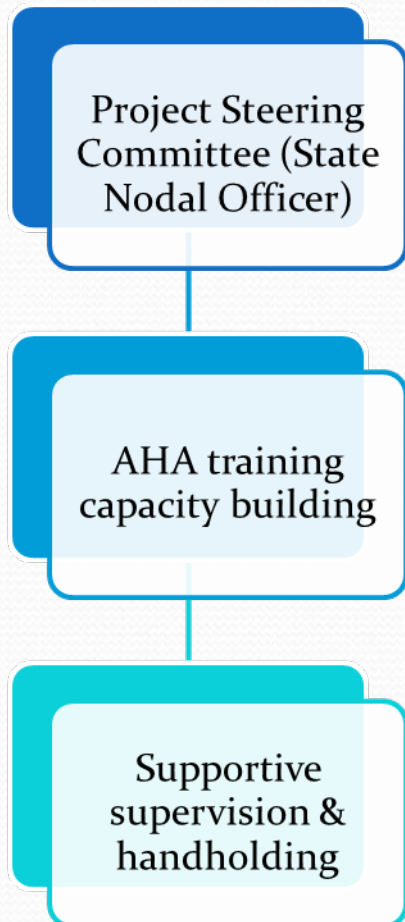 Project Steering
Committee (State
Nodal Officer)
AHA training
capacity building
Supportive
supervision &
handholding